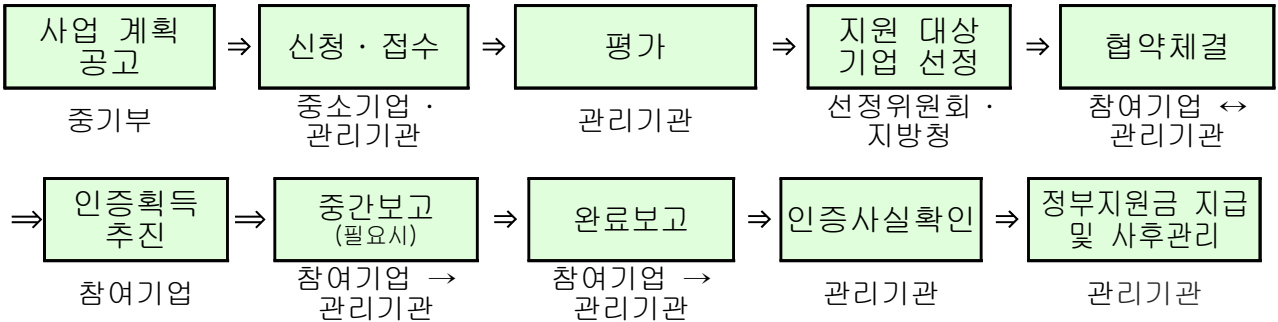 사업 계획
공고
⇒
신청 · 접수
⇒
평가
⇒
지원 대상
기업 선정
⇒
협약체결
중기부
중소기업 ·
관리기관
관리기관
선정위원회 ·
지방청
참여기업 ↔
관리기관
⇒
인증획득
추진
⇒
중간보고
(필요시)
⇒
완료보고
⇒
인증사실확인
⇒
정부지원금 지급
및 사후관리
참여기업
참여기업 →
관리기관
참여기업 →
관리기관
관리기관
관리기관